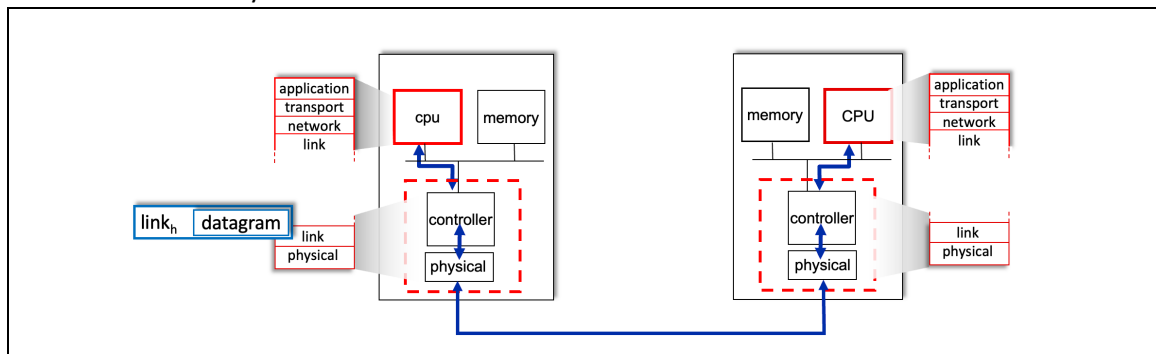 application
transport
network
link
cpu
memory
link_h datagram
link
physical
controller
physical
memory
CPU
application
transport
network
link
controller
physical
link
physical